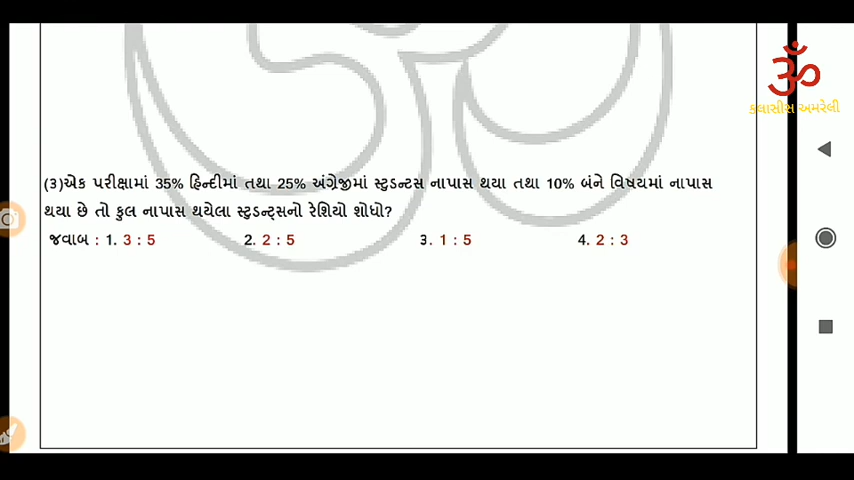 ૐ
કલાસીસ અમરેલી
(૩)એક પરીક્ષામાં 35% હિન્દીમાં તથા 25% અંગ્રેજીમાં સ્ટુડન્ટસ નાપાસ થયા તથા 10% બંને વિષયમાં નાપાસ
થયા છે તો કુલ નાપાસ થયેલા સ્ટુડન્ટ્સનો રેશિયો શોધો?
જવાબ : 1. 3 : 5 2. 2 : 5 ૩. 1 : 5 4. 2 : 3